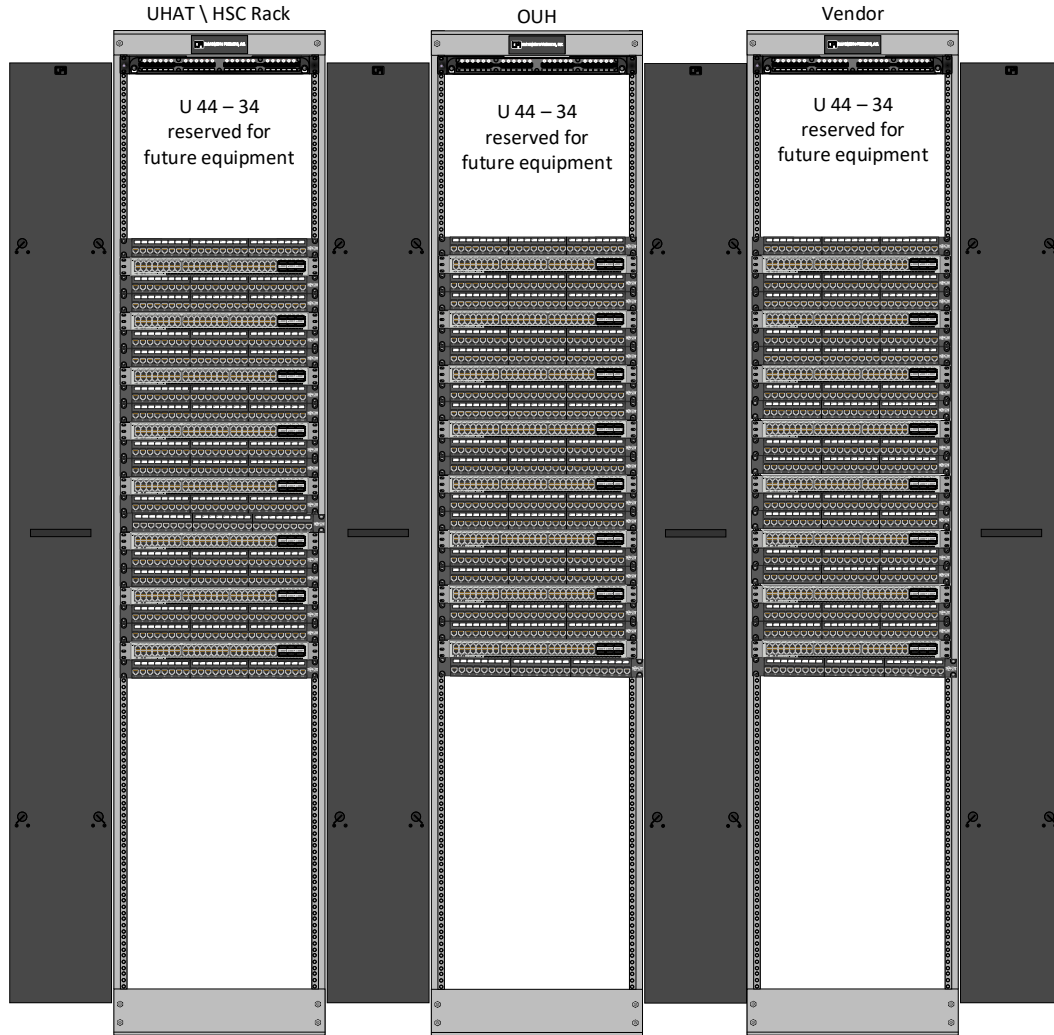 UHAT \ HSC Rack
OUH
Vendor
U 44 – 34
reserved for
future equipment
U 44 – 34
reserved for
future equipment
U 44 – 34
reserved for
future equipment